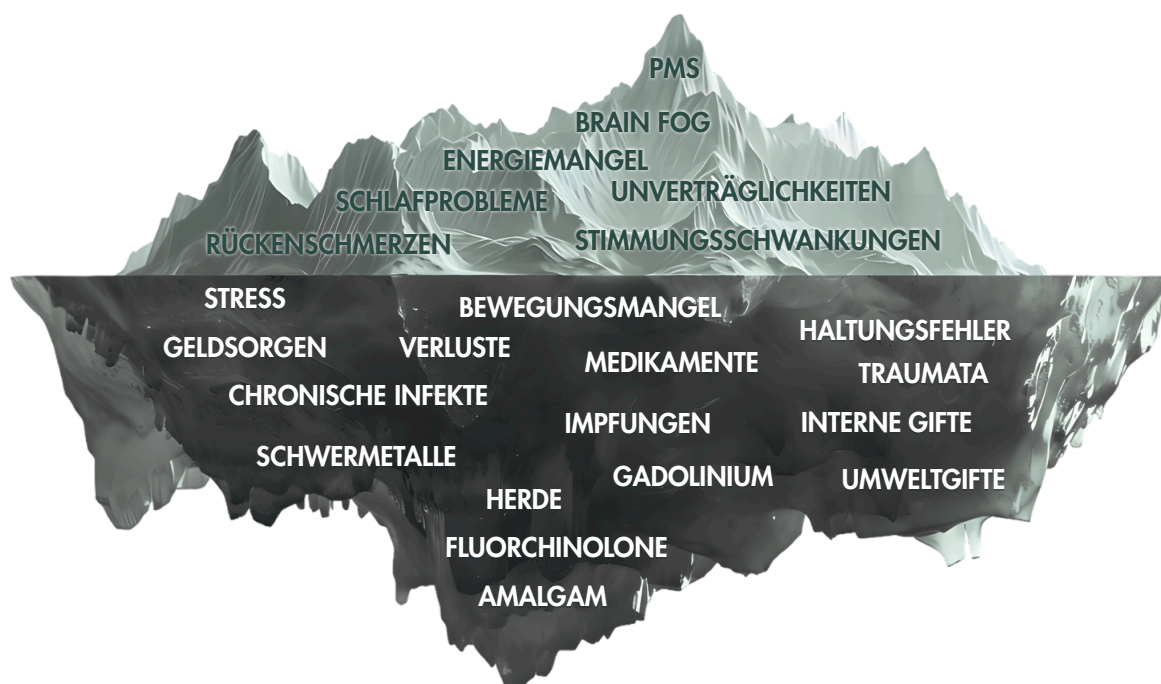 PMS
BRAIN FOG
ENERGIEMANGEL
UNVERTRÄGLICHKEITEN
SCHLAFPROBLEME
RÜCKENSCHMERZEN
STIMMUNGSSCHWANKUNGEN
STRESS
BEWEGUNGSMANGEL
HALTUNGSFEHLER
GELDSORGEN
VERLUSTE
MEDIKAMENTE
TRAUMATA
CHRONISCHE INFEKTE
IMPFUNGEN
INTERNE GIFTE
SCHWERMETALLE
GADOLINIUM
UMWELTGIFTE
HERDE
FLUORCHINOLONE
AMALGAM